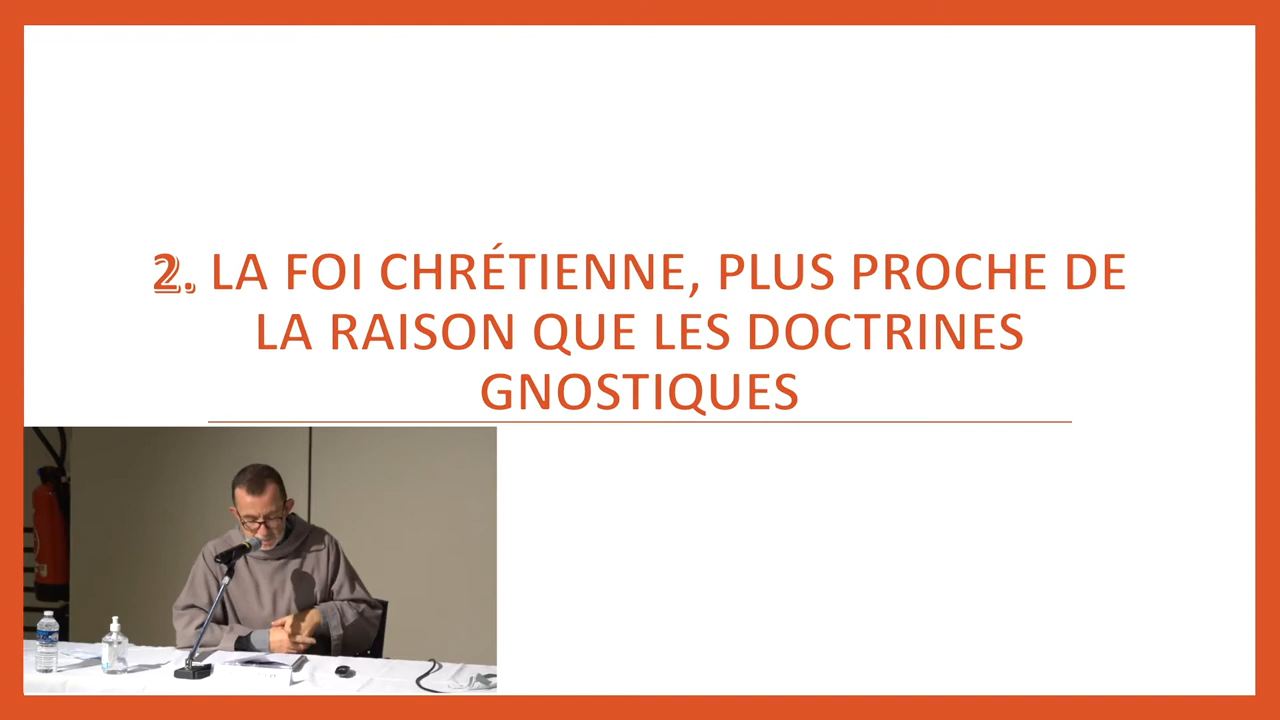 2. LA FOI CHRÉTIENNE, PLUS PROCHE DE
LA RAISON QUE LES DOCTRINES
GNOSTIQUES